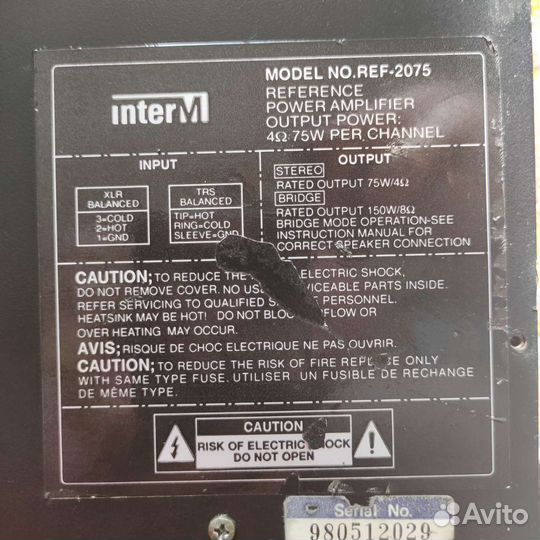 interM
MODEL NO.REF-2075
REFERENCE
POWER AMPLIFIER
OUTPUT POWER:
4Ω:75W PER CHANNEL
INPUT
XLR
BALANCED
3=COLD
2=HOT
1=GND
TRS
BALANCED
TIP=HOT
RING=COLD
SLEEVE=GND
OUTPUT
STEREO
RATED OUTPUT 75W/4Ω
BRIDGE
RATED OUTPUT 150W/8Ω
BRIDGE MODE OPERATION-SEE
INSTRUCTION MANUAL FOR
CORRECT SPEAKER CONNECTION
CAUTION; TO REDUCE THE ELECTRIC SHOCK,
DO NOT REMOVE COVER. NO PARTS INSIDE.
REFER SERVICING TO QUALIFIED PERSONNEL.
HEATSINK MAY BE HOT! DO NOT OR
OVER HEATING MAY OCCUR.
AVIS; RISQUE DE CHOC ELECTRIQUE NE PAS OUVRIR.
CAUTION; TO REDUCE THE RISK OF FIRE ONLY
WITH SAME TYPE FUSE. UTILISER UN FUSIBLE DE RECHANGE
DE MÊME TYPE.
CAUTION
RISK OF ELECTRIC SHOCK
DO NOT OPEN
Serial No.
980512029
Avito